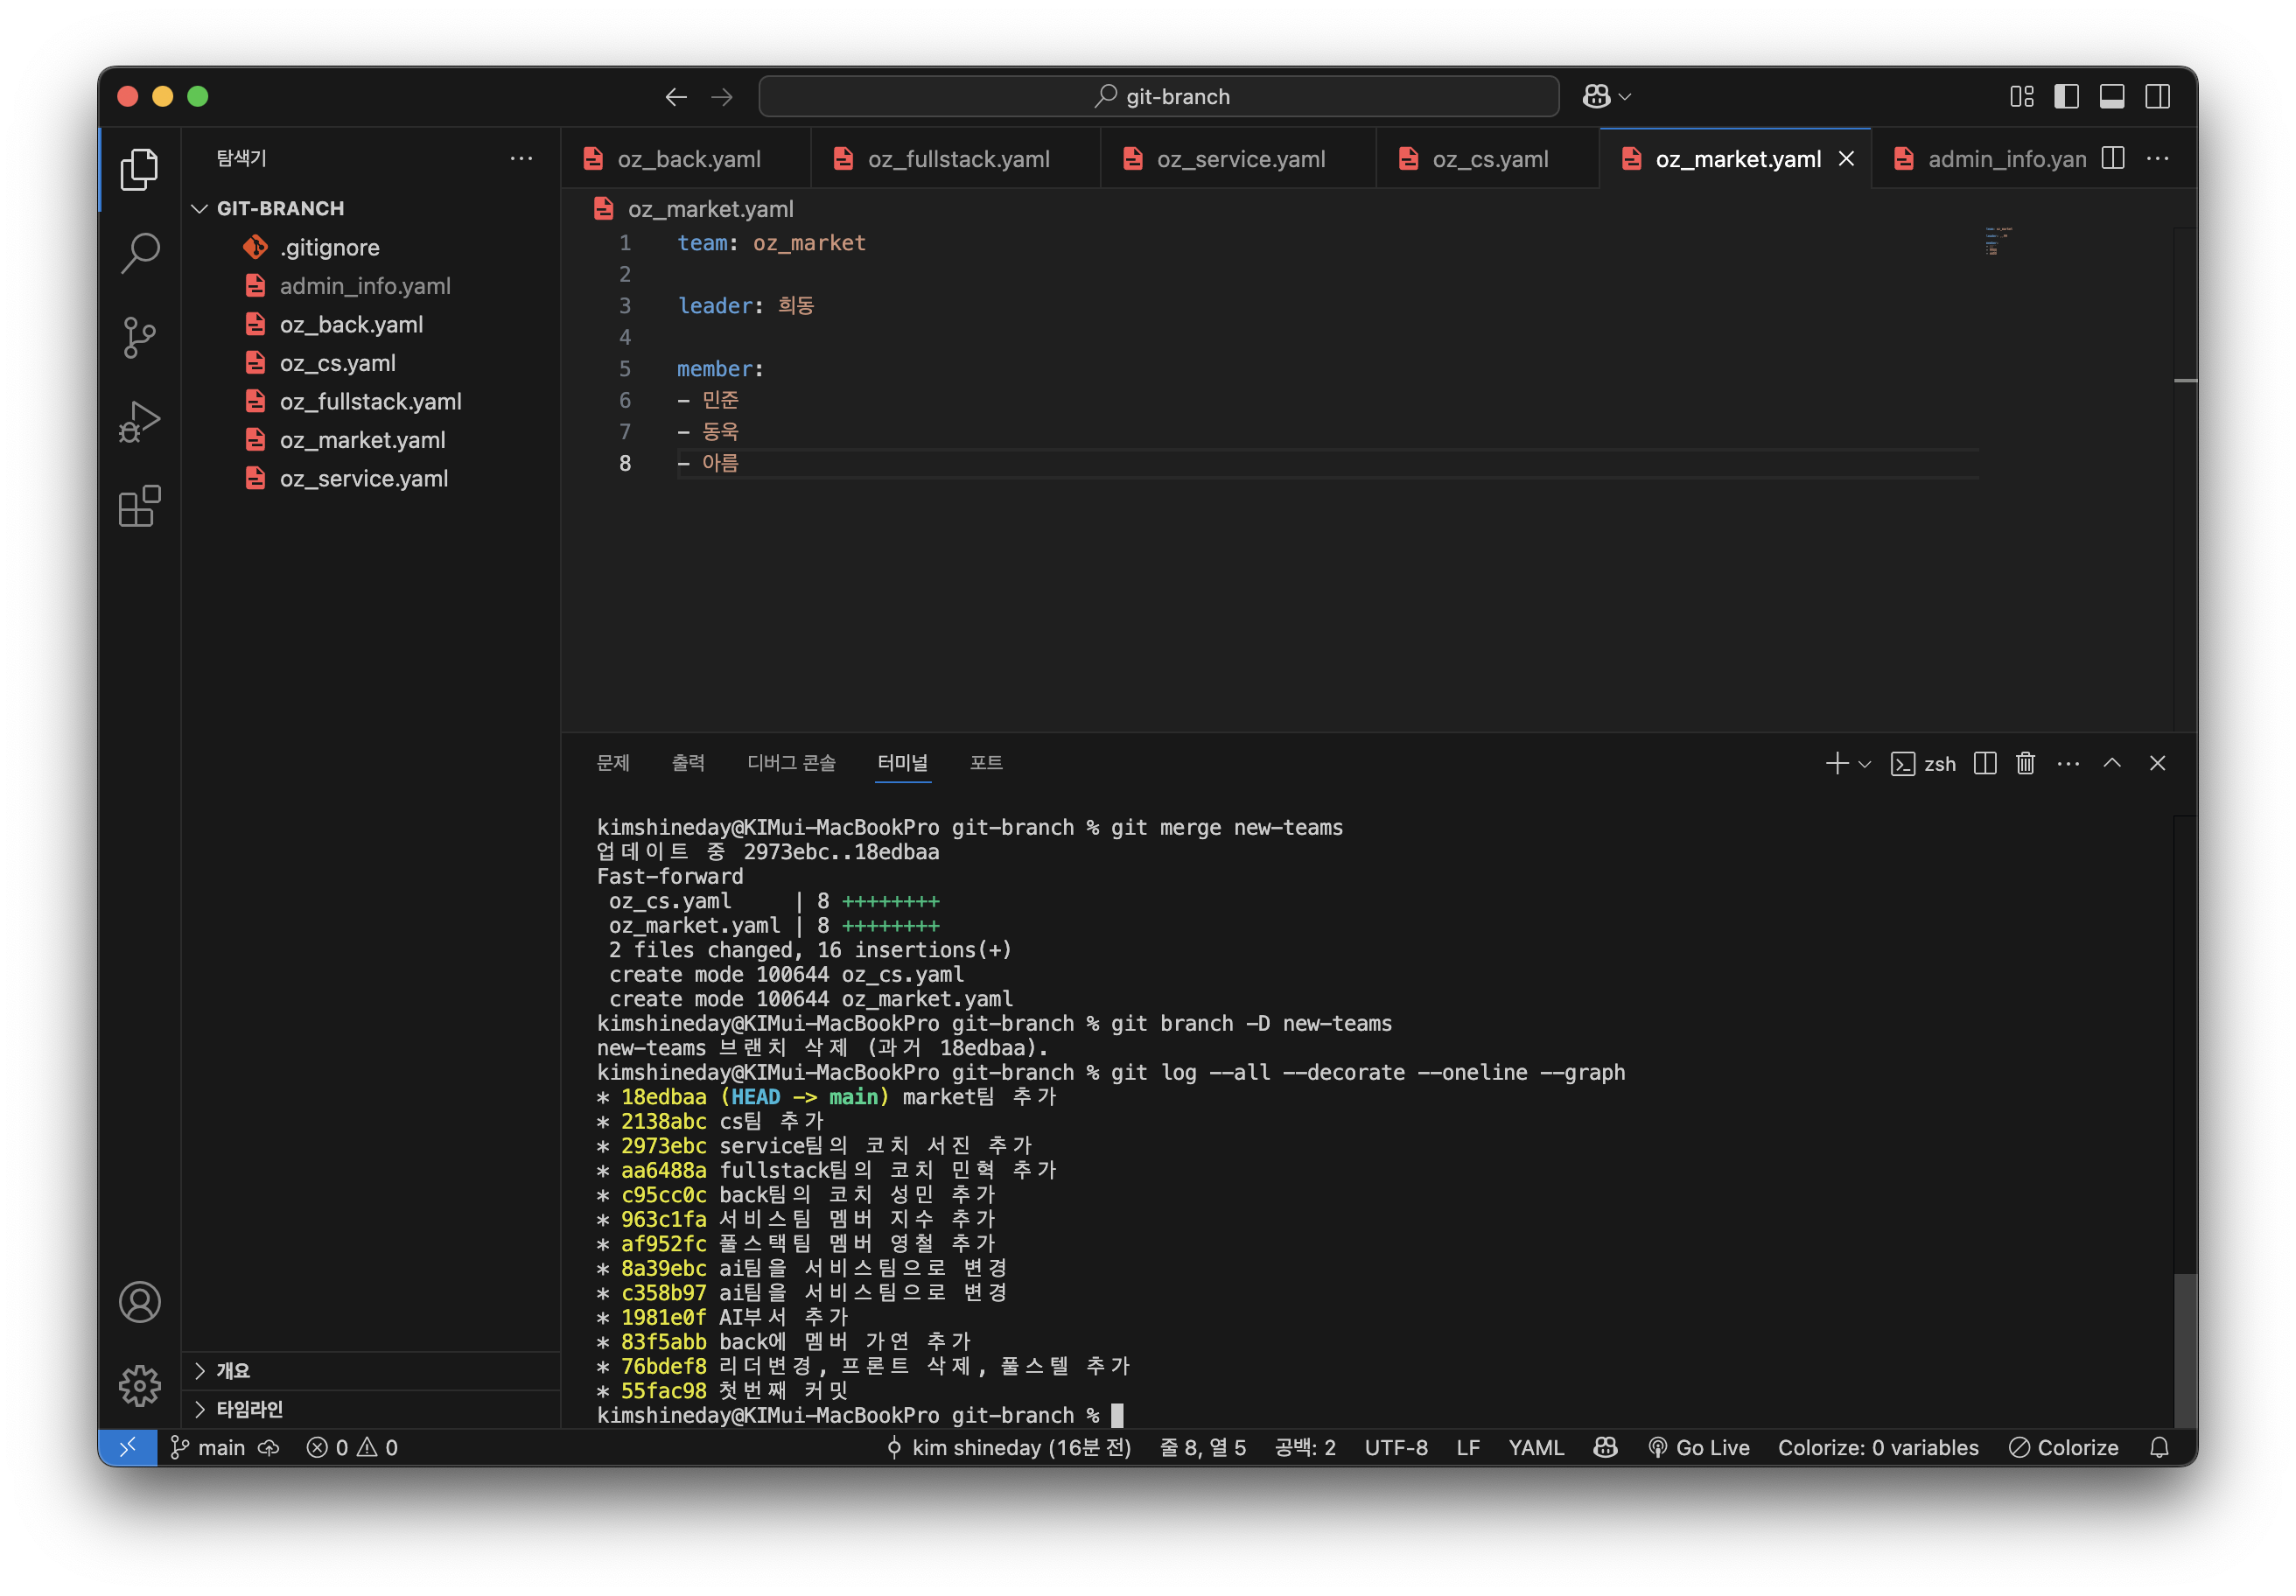 git-branch
탐색기
GIT-BRANCH
.gitignore
admin_info.yaml
oz_back.yaml
oz_cs.yaml
oz_fullstack.yaml
oz_market.yaml
oz_service.yaml
개요
타임라인
oz_back.yaml
oz_fullstack.yaml
oz_service.yaml
oz_cs.yaml
oz_market.yaml
admin_info.yan
oz_market.yaml
1 team: oz_market
2
3 leader: 희동
4
5 member:
6 - 민준
7 - 동욱
8 - 아름
문제 출력 디버그 콘솔 터미널 포트
zsh
kimshineday@KIMui-MacBookPro git-branch % git merge new-teams
업데이트 중 2973ebc..18edbaa
Fast-forward
oz_cs.yaml | 8 ++++++++
oz_market.yaml | 8 ++++++++
2 files changed, 16 insertions(+)
create mode 100644 oz_cs.yaml
create mode 100644 oz_market.yaml
kimshineday@KIMui-MacBookPro git-branch % git branch -D new-teams
new-teams 브랜치 삭제 (과거 18edbaa).
kimshineday@KIMui-MacBookPro git-branch % git log --all --decorate --oneline --graph
* 18edbaa (HEAD -> main) market팀 추가
* 2138abc cs팀 추가
* 2973ebc service팀의 코치 서진 추가
* aa6488a fullstack팀의 코치 민혁 추가
* c95cc0c back팀의 코치 성민 추가
* 963c1fa 서비스팀 멤버 지수 추가
* af952fc 풀스택팀 멤버 영철 추가
* 8a39ebc ai팀을 서비스팀으로 변경
* c358b97 ai팀을 서비스팀으로 변경
* 1981e0f AI부서 추가
* 83f5abb back에 멤버 가연 추가
* 76bdef8 리더변경, 프론트 삭제, 풀스텔 추가
* 55fac98 첫번째 커밋
kimshineday@KIMui-MacBookPro git-branch %
main 0 0 kim shineday (16분 전) 줄 8, 열 5 공백: 2 UTF-8 LF YAML Go Live Colorize: 0 variables Colorize